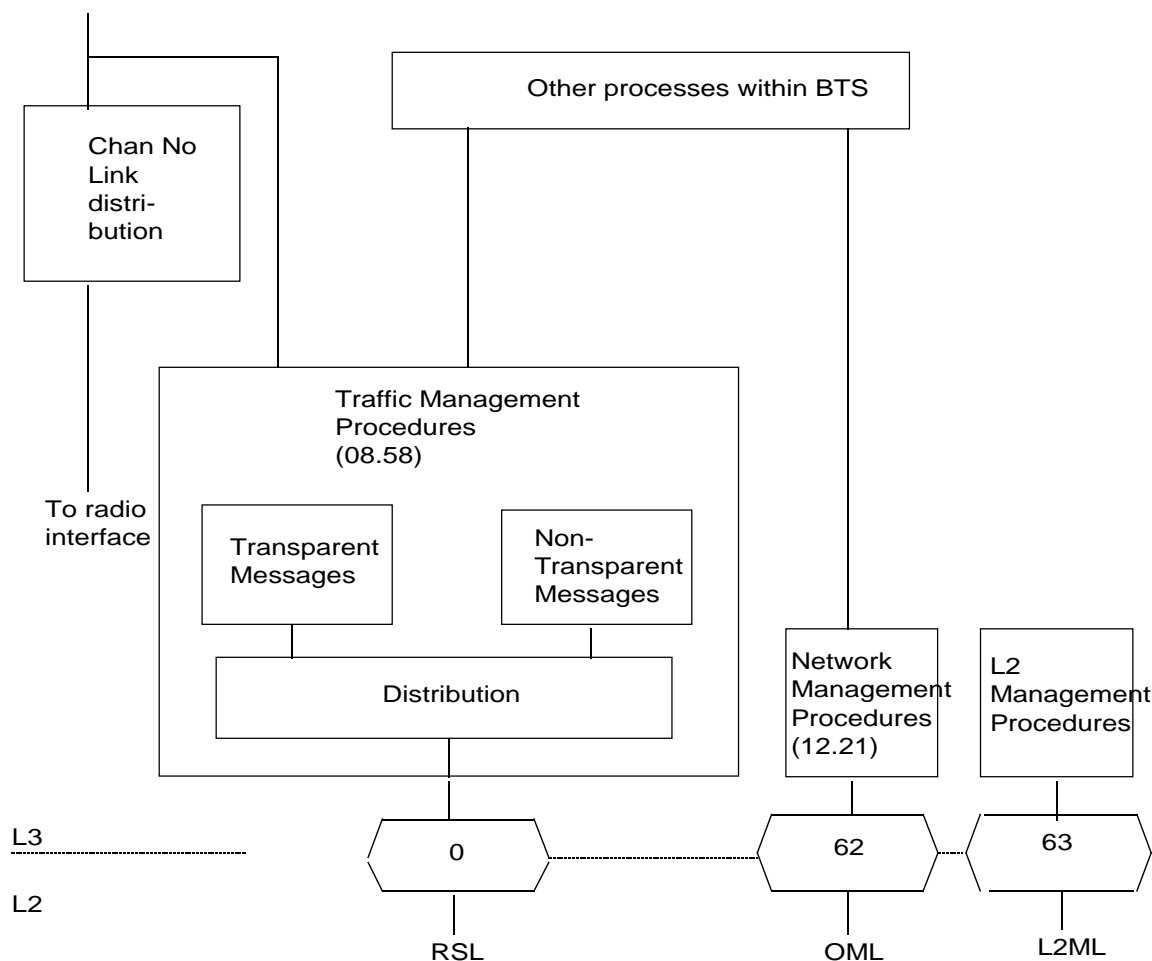 Other processes within BTS
Chan No
Link
distri-
bution
Traffic Management
Procedures
(08.58)
To radio
interface
Transparent
Messages
Non-
Transparent
Messages
Distribution
Network
Management
Procedures
(12.21)
L2
Management
Procedures
L3
0
62
63
L2
RSL
OML
L2ML